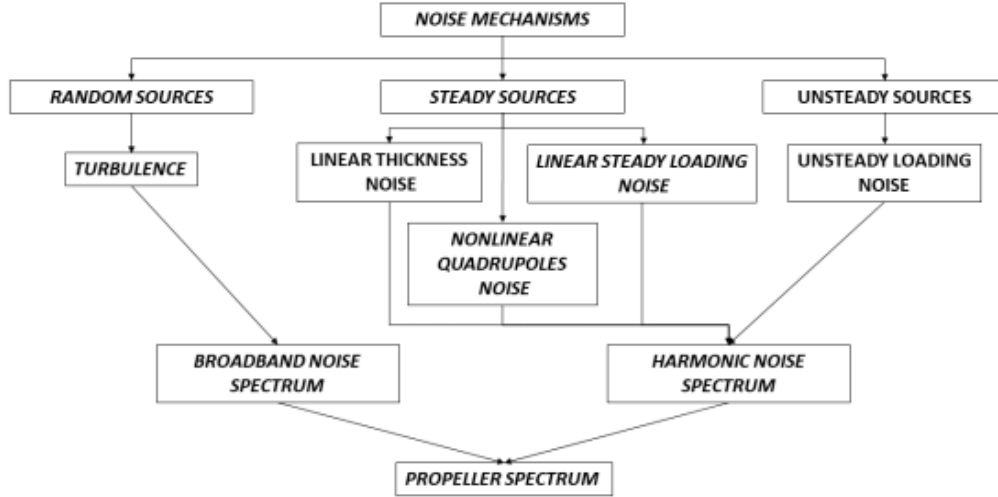 NOISE MECHANISMS
RANDOM SOURCES
STEADY SOURCES
UNSTEADY SOURCES
TURBULENCE
LINEAR THICKNESS
NOISE
LINEAR STEADY LOADING
NOISE
UNSTEADY LOADING
NOISE
NONLINEAR
QUADRUPOLES
NOISE
BROADBAND NOISE
SPECTRUM
HARMONIC NOISE
SPECTRUM
PROPELLER SPECTRUM